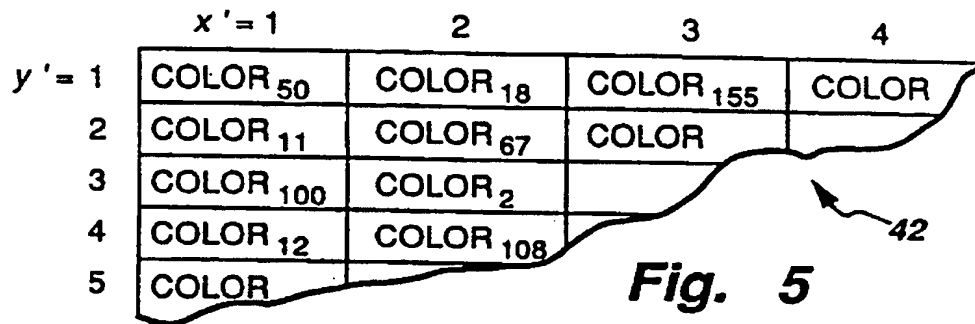 x' = 1 2 3 4
y' = 1 COLOR50 COLOR18 COLOR155 COLOR
2 COLOR11 COLOR67 COLOR
3 COLOR100 COLOR2
4 COLOR12 COLOR108
5 COLOR
42
Fig. 5